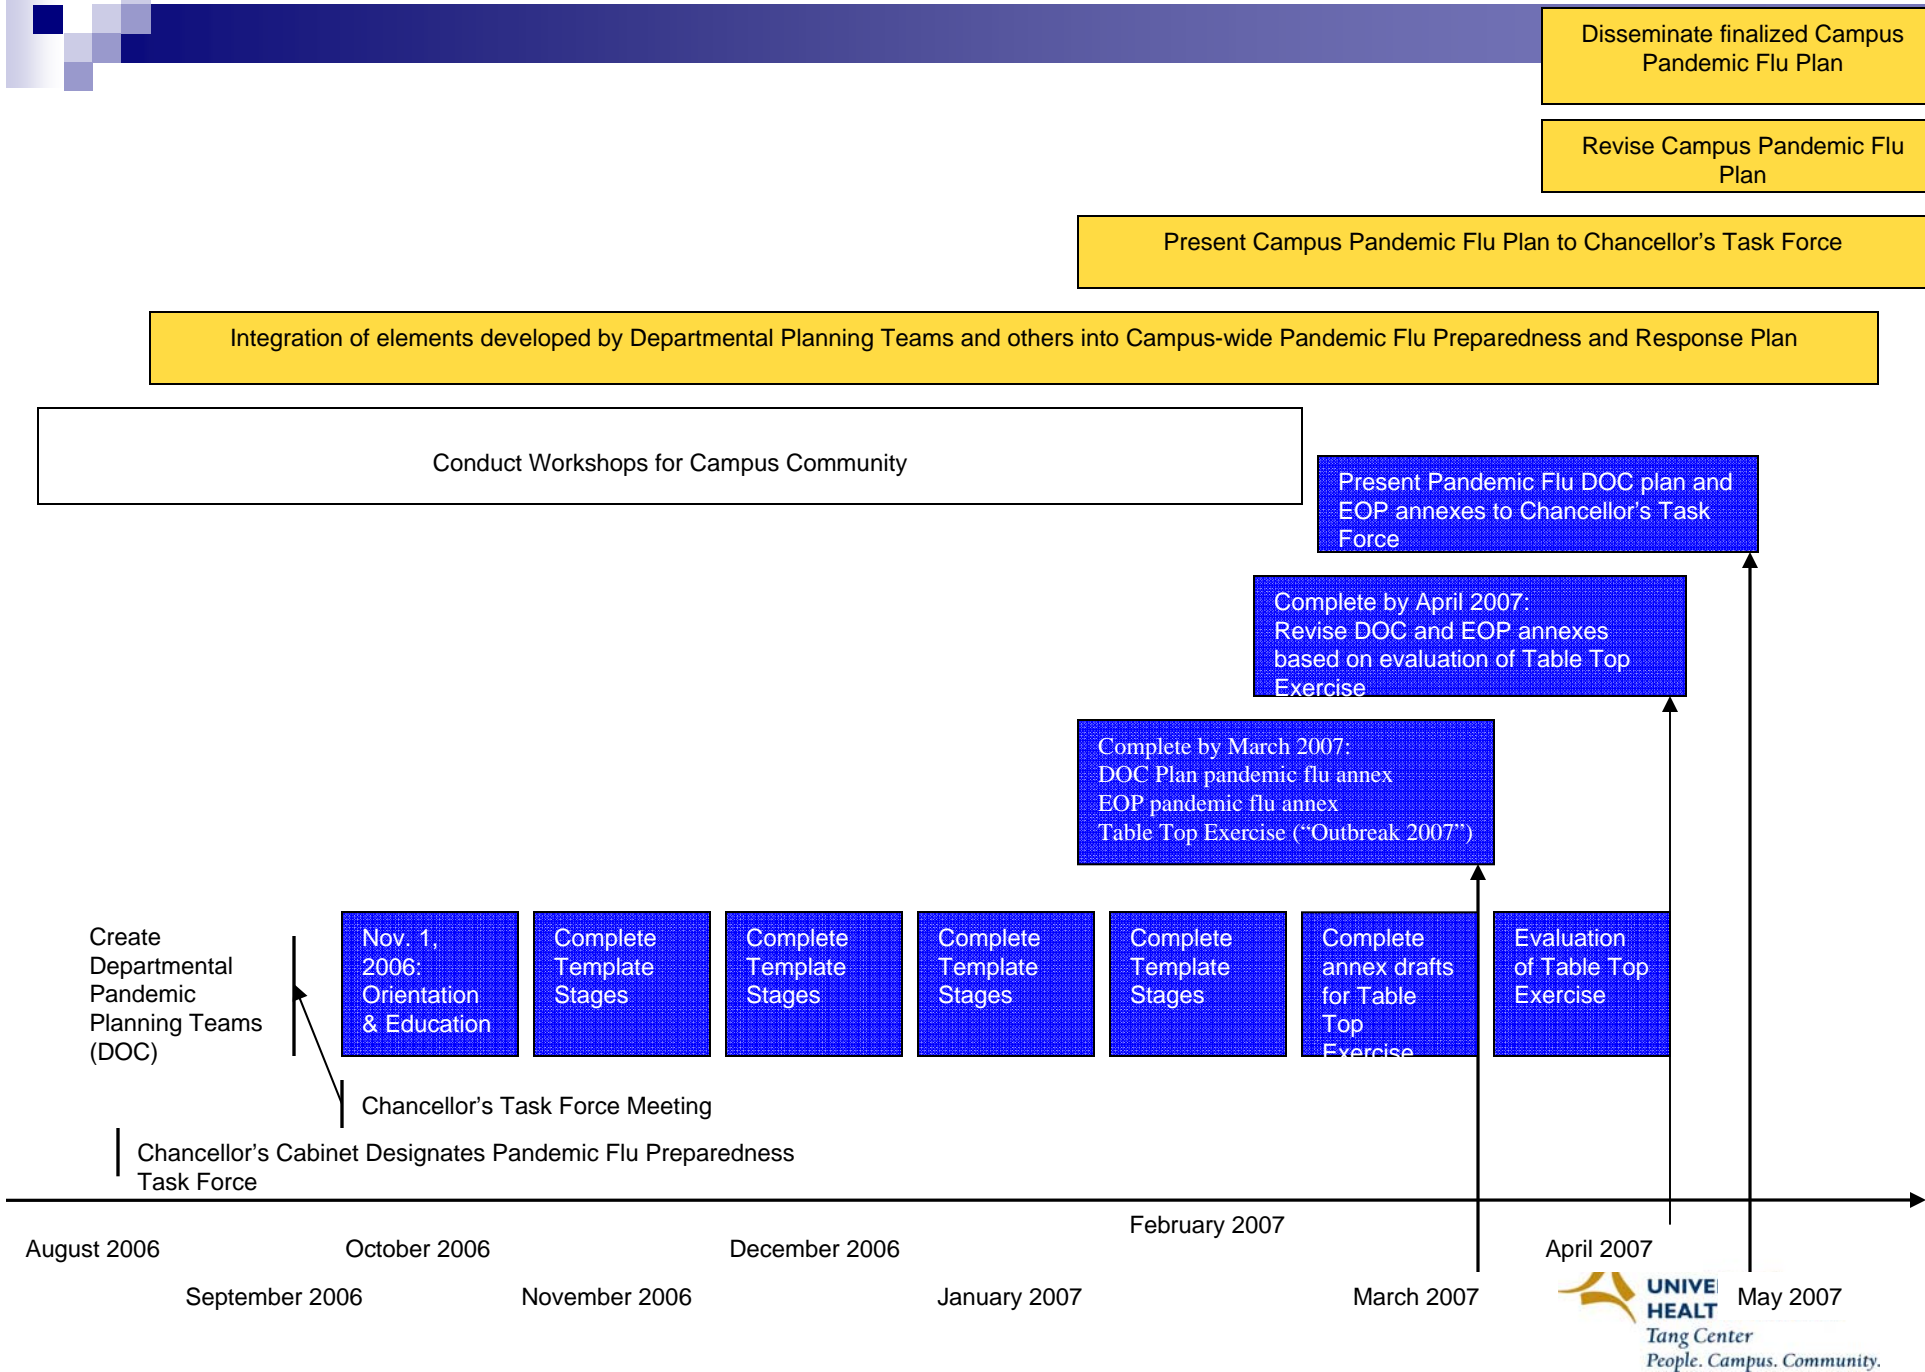 Disseminate finalized Campus
Pandemic Flu Plan
Revise Campus Pandemic Flu
Plan
Present Campus Pandemic Flu Plan to Chancellor’s Task Force
Integration of elements developed by Departmental Planning Teams and others into Campus-wide Pandemic Flu Preparedness and Response Plan
Conduct Workshops for Campus Community
Present Pandemic Flu DOC plan and
EOP annexes to Chancellor’s Task
Force
Complete by April 2007:
Revise DOC and EOP annexes
based on evaluation of Table Top
Exercise
Complete by March 2007:
DOC Plan pandemic flu annex
EOP pandemic flu annex
Table Top Exercise (“Outbreak 2007”)
Create
Departmental
Pandemic
Planning Teams
(DOC)
Nov. 1,
2006:
Orientation
& Education
Complete
Template
Stages
Complete
Template
Stages
Complete
Template
Stages
Complete
Template
Stages
Complete
annex drafts
for Table
Top
Exercise
Evaluation
of Table Top
Exercise
Chancellor’s Task Force Meeting
Chancellor’s Cabinet Designates Pandemic Flu Preparedness
Task Force
August 2006
September 2006
October 2006
November 2006
December 2006
January 2007
February 2007
March 2007
April 2007
May 2007
UNIVE
HEALT
Tang Center
People. Campus. Community.